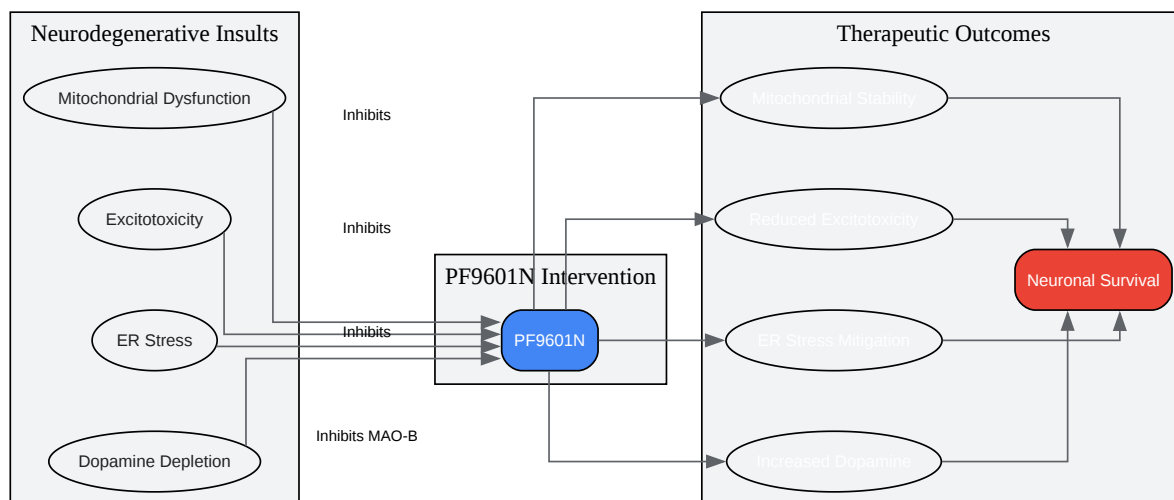 Neurodegenerative Insults
Mitochondrial Dysfunction
Excitotoxicity
ER Stress
Dopamine Depletion
Inhibits
Inhibits
Inhibits
Inhibits MAO-B
PF9601N Intervention
PF9601N
Therapeutic Outcomes
Mitochondrial Stability
Reduced Excitotoxicity
ER Stress Mitigation
Increased Dopamine
Neuronal Survival